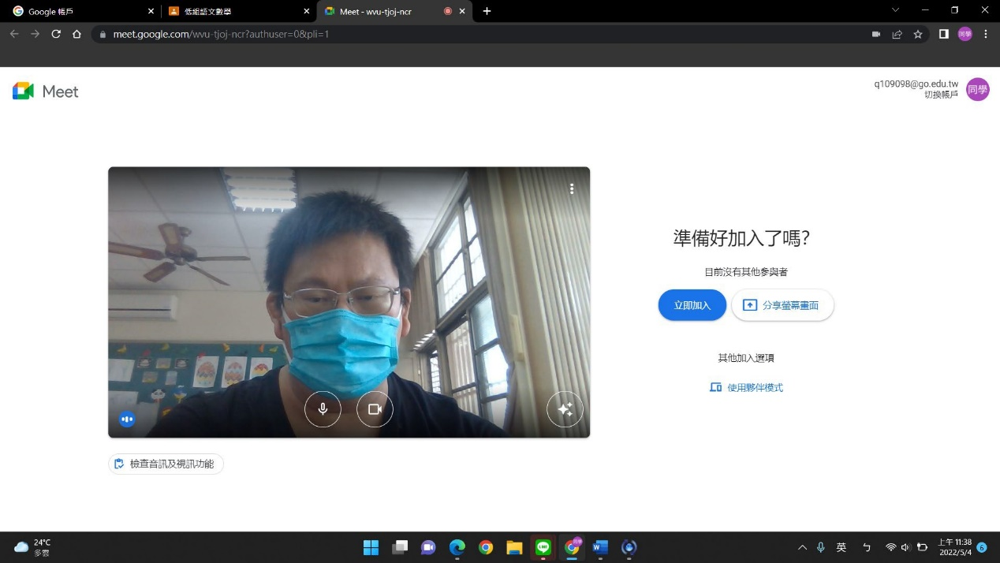 Google 帳戶
低組語文數學
Meet - wvu-tjoj-ncr
meet.google.com/wvu-tjoj-ncr?authuser=0&pli=1
同學
Meet
q109098@go.edu.tw
切換帳戶
同學
準備好加入了嗎?
目前沒有其他參與者
立即加入
分享螢幕畫面
其他加入選項
使用夥伴模式
檢查音訊及視訊功能
24°C
多雲
LINE
同學
W
英
上午 11:38
2022/5/4
6